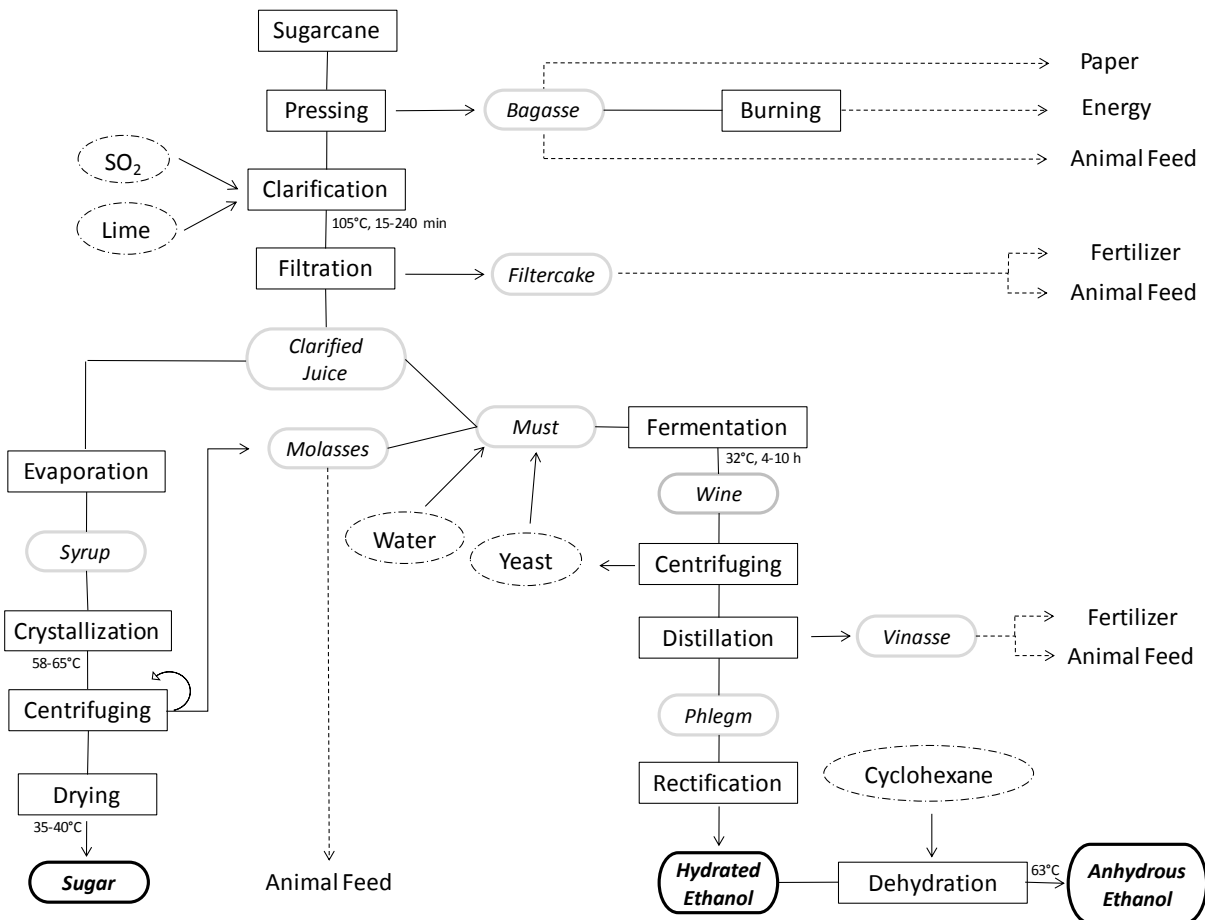 Sugarcane
Paper
Pressing
Bagasse
Burning
Energy
SO₂
Animal Feed
Clarification
Lime
105°C, 15-240 min
Filtration
Filtercake
Fertilizer
Animal Feed
Clarified
Juice
Molasses
Must
Fermentation
32°C, 4-10 h
Evaporation
Wine
Water
Yeast
Syrup
Centrifuging
Crystallization
58-65°C
Distillation
Vinasse
Fertilizer
Animal Feed
Centrifuging
Phlegm
Drying
35-40°C
Rectification
Cyclohexane
Sugar
Animal Feed
Hydrated
Ethanol
Dehydration
63°C
Anhydrous
Ethanol